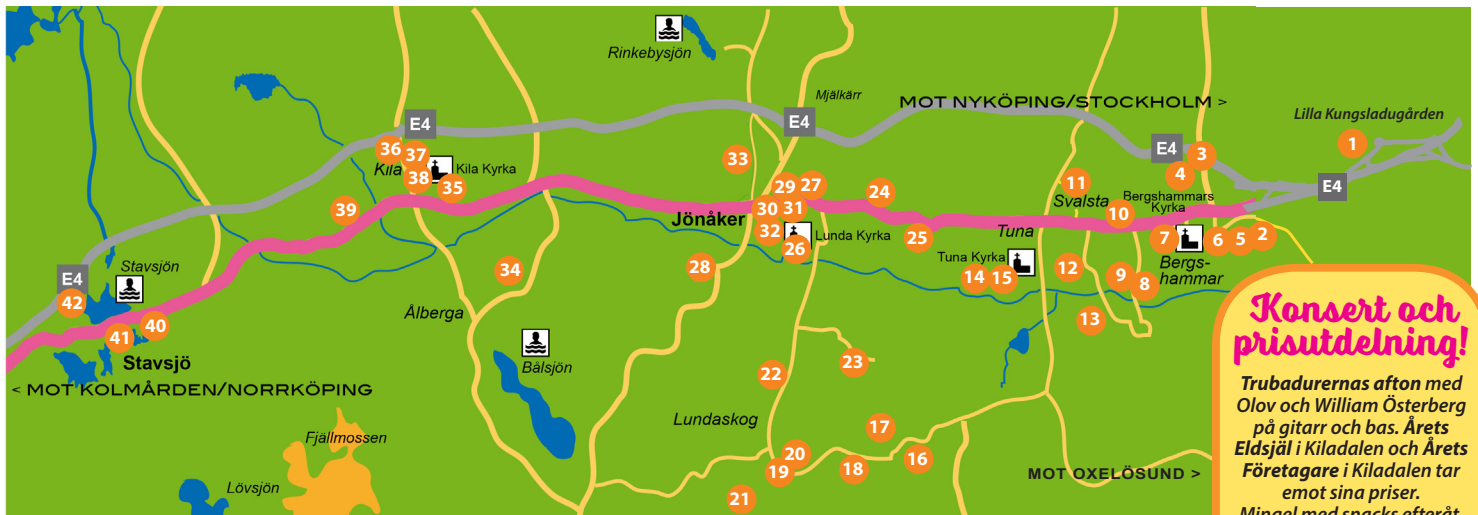 Rinkebysjön
Mjälkärr
MOT NYKÖPING/STOCKHOLM >
Lilla Kungsladugården
E4
E4
E4
E4
E4
1
3
4
36
37
38
35
Kila
Kila Kyrka
33
29
27
24
30
31
32
26
Jönåker
Lunda Kyrka
25
11
Svalsta
10
Bergshammars
Kyrka
7
6
5
2
Bergs-
hammar
Tuna
Tuna Kyrka
14
15
12
9
8
13
39
34
28
Ålberga
Stavsjön
42
41
40
Stavsjö
< MOT KOLMÅRDEN/NORRKÖPING
Bålsjön
22
23
Lundaskog
17
16
18
20
19
21
Fjällmossen
Lövsjön
MOT OXELÖSUND >
Konsert och
prisutdelning!
Trubadurernas afton med
Olov och William Österberg
på gitarr och bas. Årets
Eldsjäl i Kiladalen och Årets
Företagare i Kiladalen tar
emot sina priser.
Mingel med snacks efteråt.